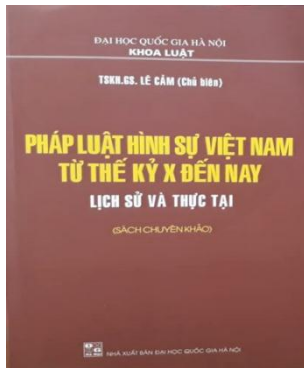 ĐẠI HỌC QUỐC GIA HÀ NỘI
KHOA LUẬT
TSKH.GS. LÊ CẢM (Chủ biên)
PHÁP LUẬT HÌNH SỰ VIỆT NAM
TỪ THẾ KỶ X ĐẾN NAY
LỊCH SỬ VÀ THỰC TẠI
(SÁCH CHUYÊN KHẢO)
NHÀ XUẤT BẢN ĐẠI HỌC QUỐC GIA HÀ NỘI